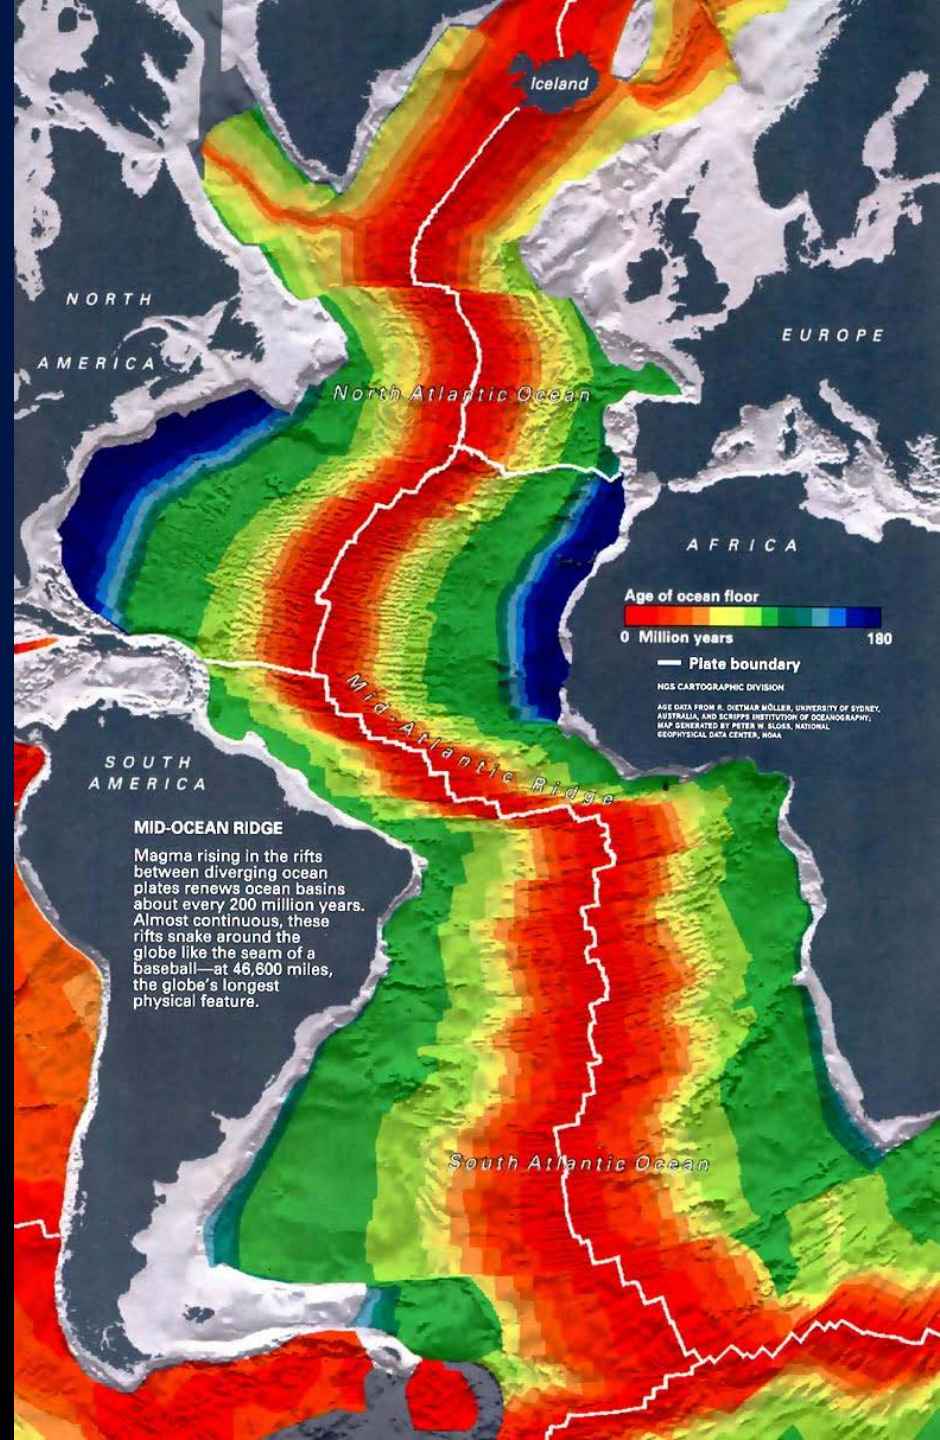 Iceland
NORTH
AMERICA
EUROPE
North Atlantic Ocean
AFRICA
Age of ocean floor
0 Million years 180
Plate boundary
NGS CARTOGRAPHIC DIVISION
AGE DATA FROM R. DIETMAR MÜLLER, UNIVERSITY OF SYDNEY,
AUSTRALIA, AND SCRIPPS INSTITUTION OF OCEANOGRAPHY;
MAP GENERATED BY PETER W. SLOSS, NATIONAL
GEOPHYSICAL DATA CENTER, NOAA
Mid-Atlantic Ridge
SOUTH
AMERICA
MID-OCEAN RIDGE
Magma rising in the rifts
between diverging ocean
plates renews ocean basins
about every 200 million years.
Almost continuous, these
rifts snake around the
globe like the seam of a
baseball—at 46,600 miles,
the globe's longest
physical feature.
South Atlantic Ocean